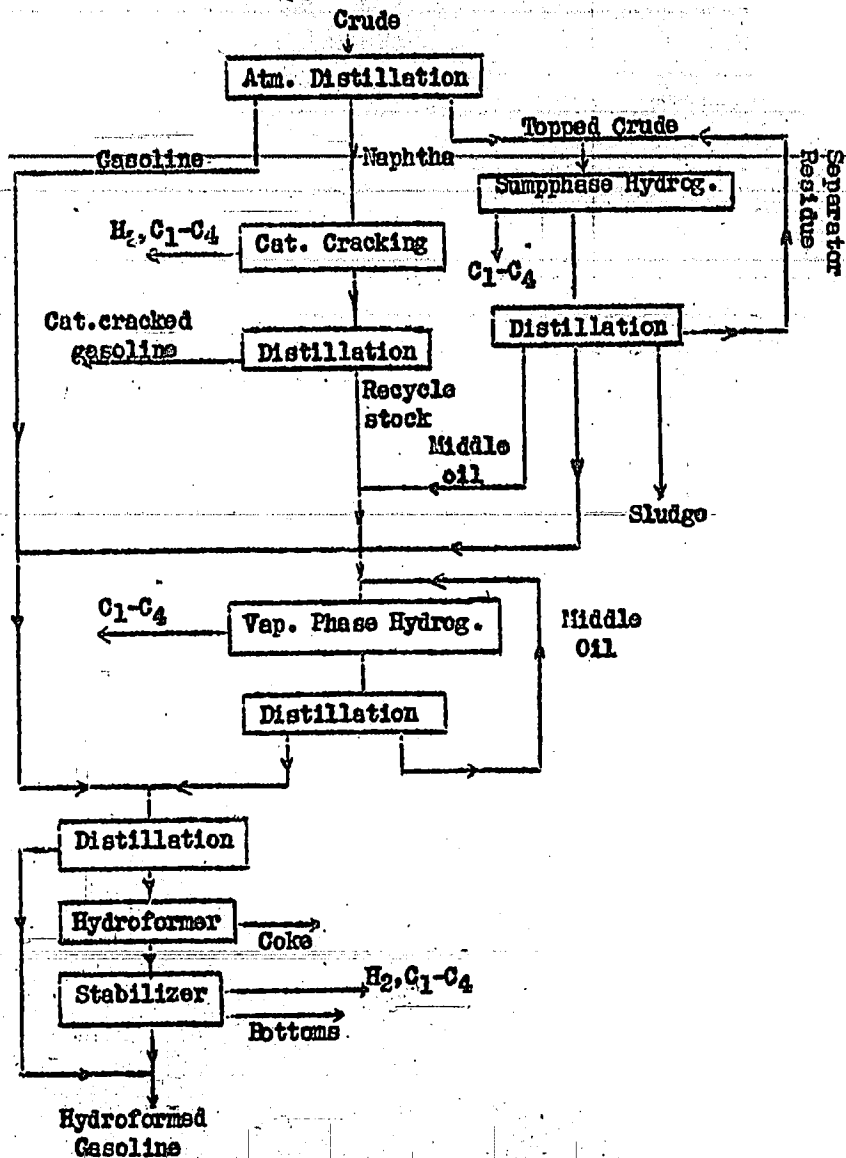 Crude
Atm. Distillation
Topped Crude
Gasoline
Naphtha
Separator
Residue
Sumpphase Hydrog.
H2,C1-C4
Cat. Cracking
C1-C4
Cat.cracked
gasoline
Distillation
Distillation
Recycle
stock
Middle
oil
Sludge
C1-C4
Vap. Phase Hydrog.
Middle
Oil
Distillation
Distillation
Hydroformer
Coke
Stabilizer
H2,C1-C4
Bottoms
Hydroformed
Gasoline